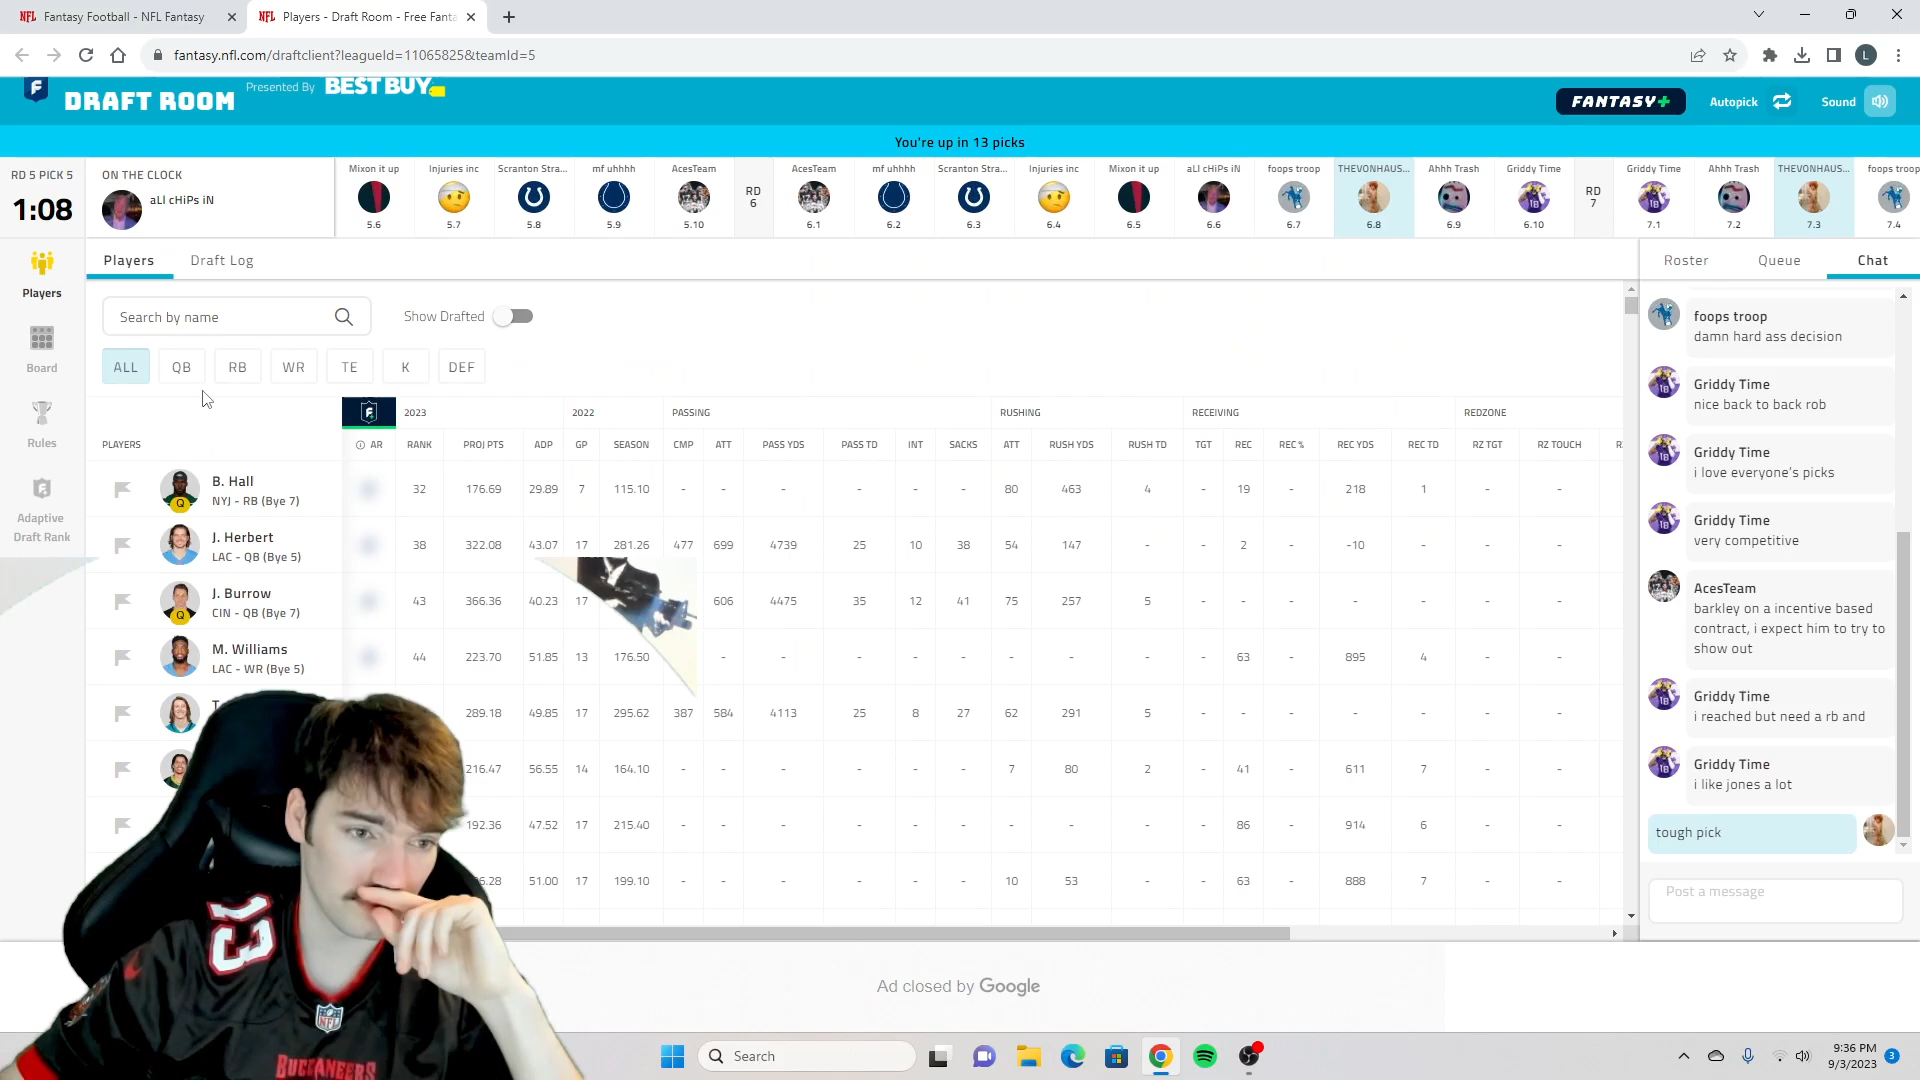 Fantasy Football - NFL Fantasy
Players - Draft Room - Free Fanta
fantasy.nfl.com/draftclient?leagueId=11065825&teamId=5
L
DRAFT ROOM
Presented By BEST BUY
FANTASY+
Autopick
Sound
You're up in 13 picks
RD 5 PICK 5
1:08
ON THE CLOCK
aLl cHiPs iN
Mixon it up Injuries inc Scranton Stra... mf uhhhh AcesTeam RD 6 AcesTeam mf uhhhh Scranton Stra... Injuries inc Mixon it up aLl cHiPs iN foops troop THEVONHAUS... Ahhh Trash Griddy Time RD 7 Griddy Time Ahhh Trash THEVONHAUS... foops troop
5.6 5.7 5.8 5.9 5.10 6.1 6.2 6.3 6.4 6.5 6.6 6.7 6.8 6.9 6.10 7.1 7.2 7.3 7.4
Players
Board
Rules
Adaptive
Draft Rank
Players Draft Log
Search by name
Show Drafted
ALL QB RB WR TE K DEF
2023 2022 PASSING RUSHING RECEIVING REDZONE
PLAYERS AR RANK PROJ PTS ADP GP SEASON CMP ATT PASS YDS PASS TD INT SACKS ATT RUSH YDS RUSH TD TGT REC REC % REC YDS REC TD RZ TGT RZ TOUCH
B. Hall
NYJ - RB (Bye 7)
32 176.69 29.89 7 115.10 - - - - - - 80 463 4 - 19 - 218 1 - -
J. Herbert
LAC - QB (Bye 5)
38 322.08 43.07 17 281.26 477 699 4739 25 10 38 54 147 - - 2 - -10 - - -
J. Burrow
CIN - QB (Bye 7)
43 366.36 40.23 17 606 4475 35 12 41 75 257 5 - - - - - - -
M. Williams
LAC - WR (Bye 5)
44 223.70 51.85 13 176.50 - - - - - - - - - 63 - 895 4 - -
289.18 49.85 17 295.62 387 584 4113 25 8 27 62 291 5 - - - - - - -
216.47 56.55 14 164.10 - - - - - - 7 80 2 - 41 - 611 7 - -
192.36 47.52 17 215.40 - - - - - - - - - - 86 - 914 6 - -
51.00 17 199.10 - - - - - - 10 53 - - 63 - 888 7 - -
Roster Queue Chat
foops troop
damn hard ass decision
Griddy Time
nice back to back rob
Griddy Time
i love everyone's picks
Griddy Time
very competitive
AcesTeam
barkley on a incentive based
contract, i expect him to try to
show out
Griddy Time
i reached but need a rb and
Griddy Time
i like jones a lot
tough pick
Post a message
Ad closed by Google
13
NFL
BUCCANEERS
Search
9:36 PM
9/3/2023
3